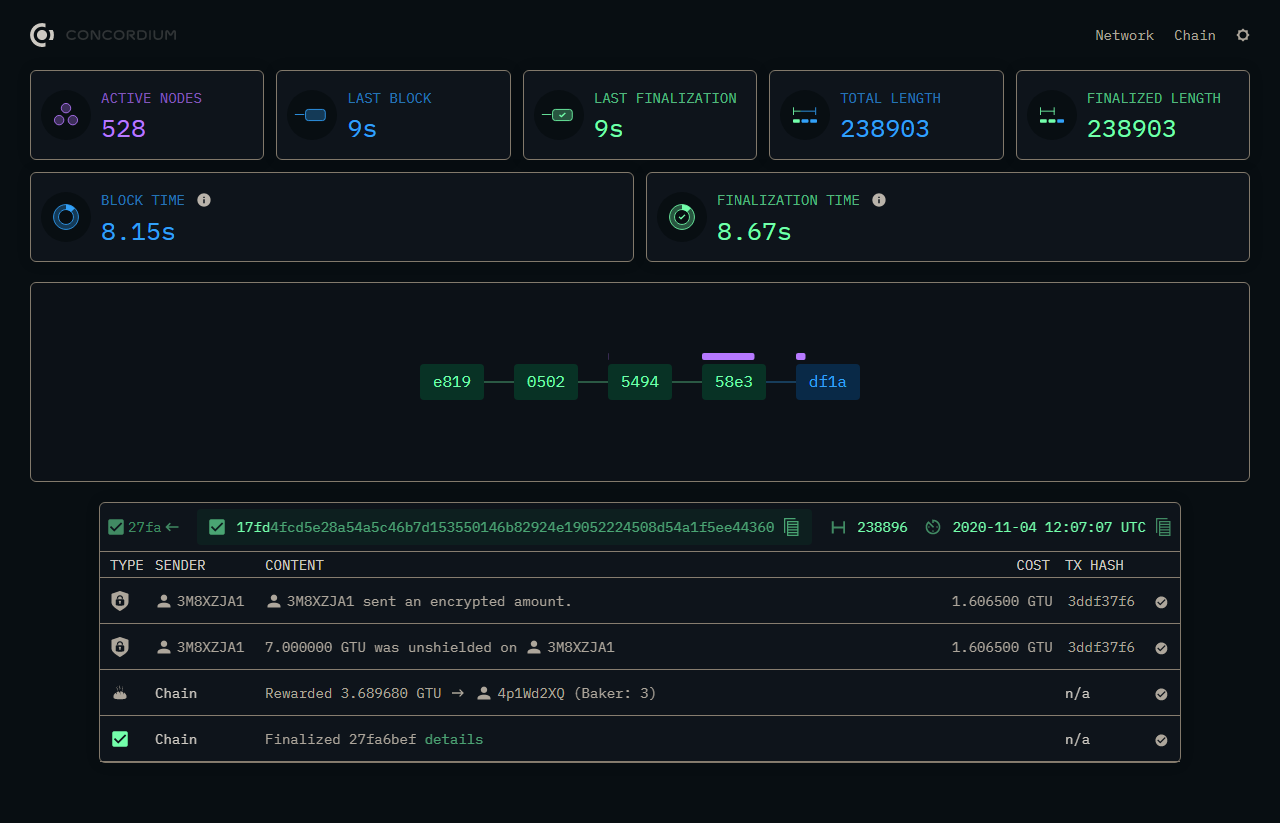 CONCORDIUM
Network Chain
ACTIVE NODES
528
LAST BLOCK
9s
LAST FINALIZATION
9s
TOTAL LENGTH
238903
FINALIZED LENGTH
238903
BLOCK TIME
8.15s
FINALIZATION TIME
8.67s
e819 0502 5494 58e3 df1a
27fa ← 17fd4fcd5e28a54a5c46b7d153550146b82924e19052224508d54a1f5ee44360 238896 2020-11-04 12:07:07 UTC
TYPE SENDER CONTENT COST TX HASH
3M8XZJA1 3M8XZJA1 sent an encrypted amount. 1.606500 GTU 3ddf37f6
3M8XZJA1 7.000000 GTU was unshielded on 3M8XZJA1 1.606500 GTU 3ddf37f6
Chain Rewarded 3.689680 GTU → 4p1Wd2XQ (Baker: 3) n/a
Chain Finalized 27fa6bef details n/a